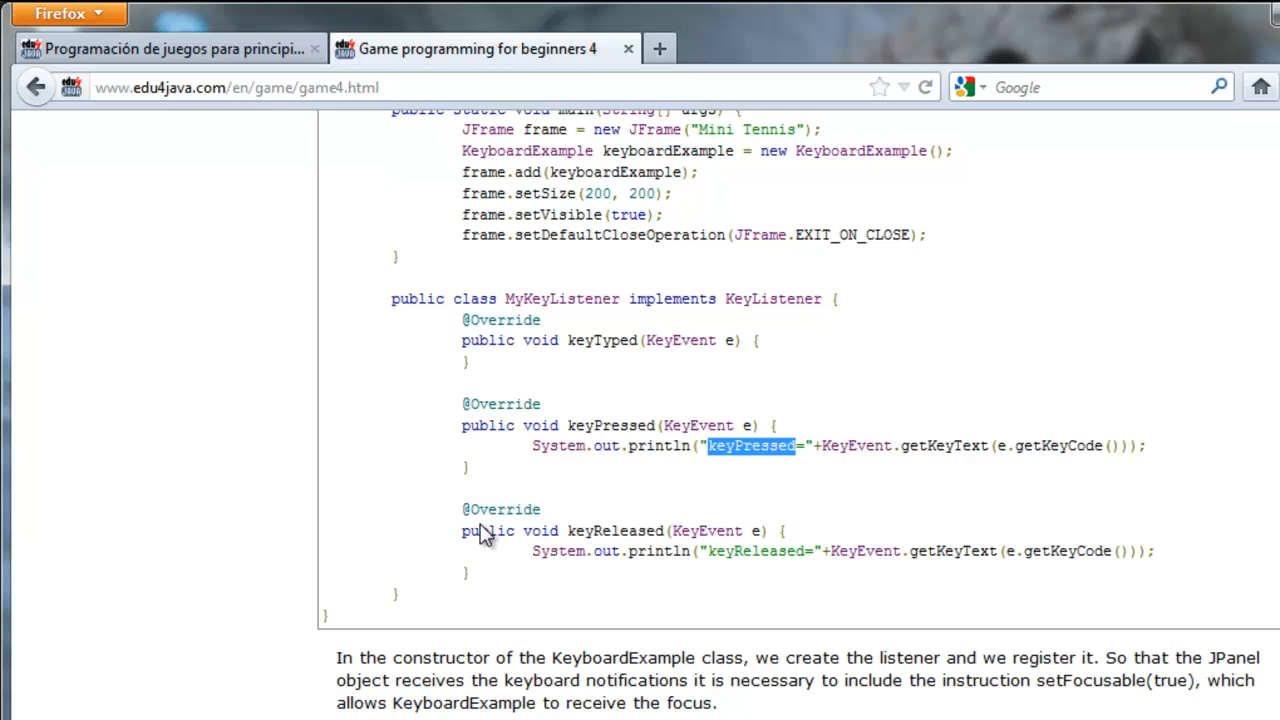 Firefox
Programación de juegos para principi...
Game programming for beginners 4
www.edu4java.com/en/game/game4.html
Google
public static void main(String[] args) {
JFrame frame = new JFrame("Mini Tennis");
KeyboardExample keyboardExample = new KeyboardExample();
frame.add(keyboardExample);
frame.setSize(200, 200);
frame.setVisible(true);
frame.setDefaultCloseOperation(JFrame.EXIT_ON_CLOSE);
}
public class MyKeyListener implements KeyListener {
@Override
public void keyTyped(KeyEvent e) {
}
@Override
public void keyPressed(KeyEvent e) {
System.out.println("keyPressed="+KeyEvent.getKeyText(e.getKeyCode()));
}
@Override
public void keyReleased(KeyEvent e) {
System.out.println("keyReleased="+KeyEvent.getKeyText(e.getKeyCode()));
}
}
}
In the constructor of the KeyboardExample class, we create the listener and we register it. So that the JPanel
object receives the keyboard notifications it is necessary to include the instruction setFocusable(true), which
allows KeyboardExample to receive the focus.